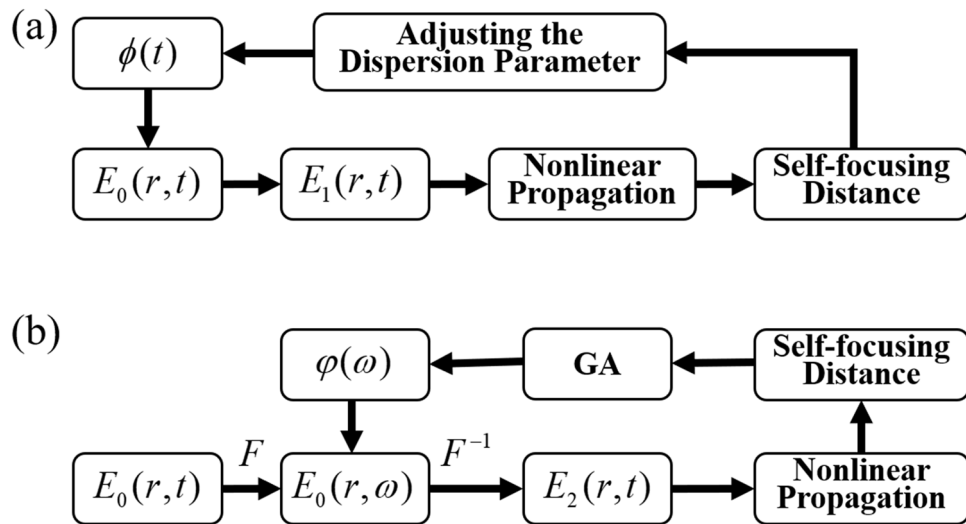 (a)
ϕ(t)
Adjusting the
Dispersion Parameter
E₀(r,t)
E₁(r,t)
Nonlinear
Propagation
Self-focusing
Distance
(b)
φ(ω)
GA
Self-focusing
Distance
E₀(r,t)
F
E₀(r,ω)
F⁻¹
E₂(r,t)
Nonlinear
Propagation